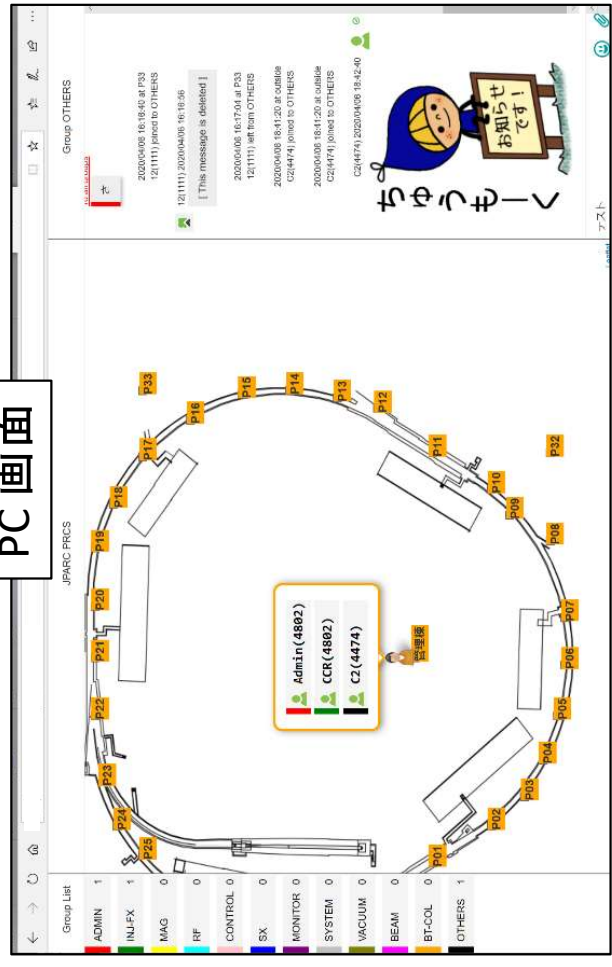 PC 画面
Group List
ADMIN 1
INJ-FX 1
MAG 0
RF 0
CONTROL 0
SX 0
MONITOR 0
SYSTEM 0
VACUUM 0
BEAM 0
BT-COL 0
OTHERS 1
JPARC PRCS
P25
P24
P23
P22
P21
P20
P19
P18
P17
P33
P16
P15
P14
P13
P12
P11
P10
P09
P32
P08
P07
P06
P05
P04
P03
P02
P01
Admin(4802)
CCR(4802)
C2(4474)
管理棟
Group OTHERS
さ
2020/04/06 16:16:40 at P33
12(1111) joined to OTHERS
12(1111) 2020/04/06 16:16:56
[ This message is deleted ]
2020/04/06 16:17:04 at P33
12(1111) left from OTHERS
2020/04/06 18:41:20 at outside
C2(4474) joined to OTHERS
2020/04/06 18:41:20 at outside
C2(4474) joined to OTHERS
C2(4474) 2020/04/06 18:42:40
ちゅうもーく
お知らせ
です!
テスト
Leaflet